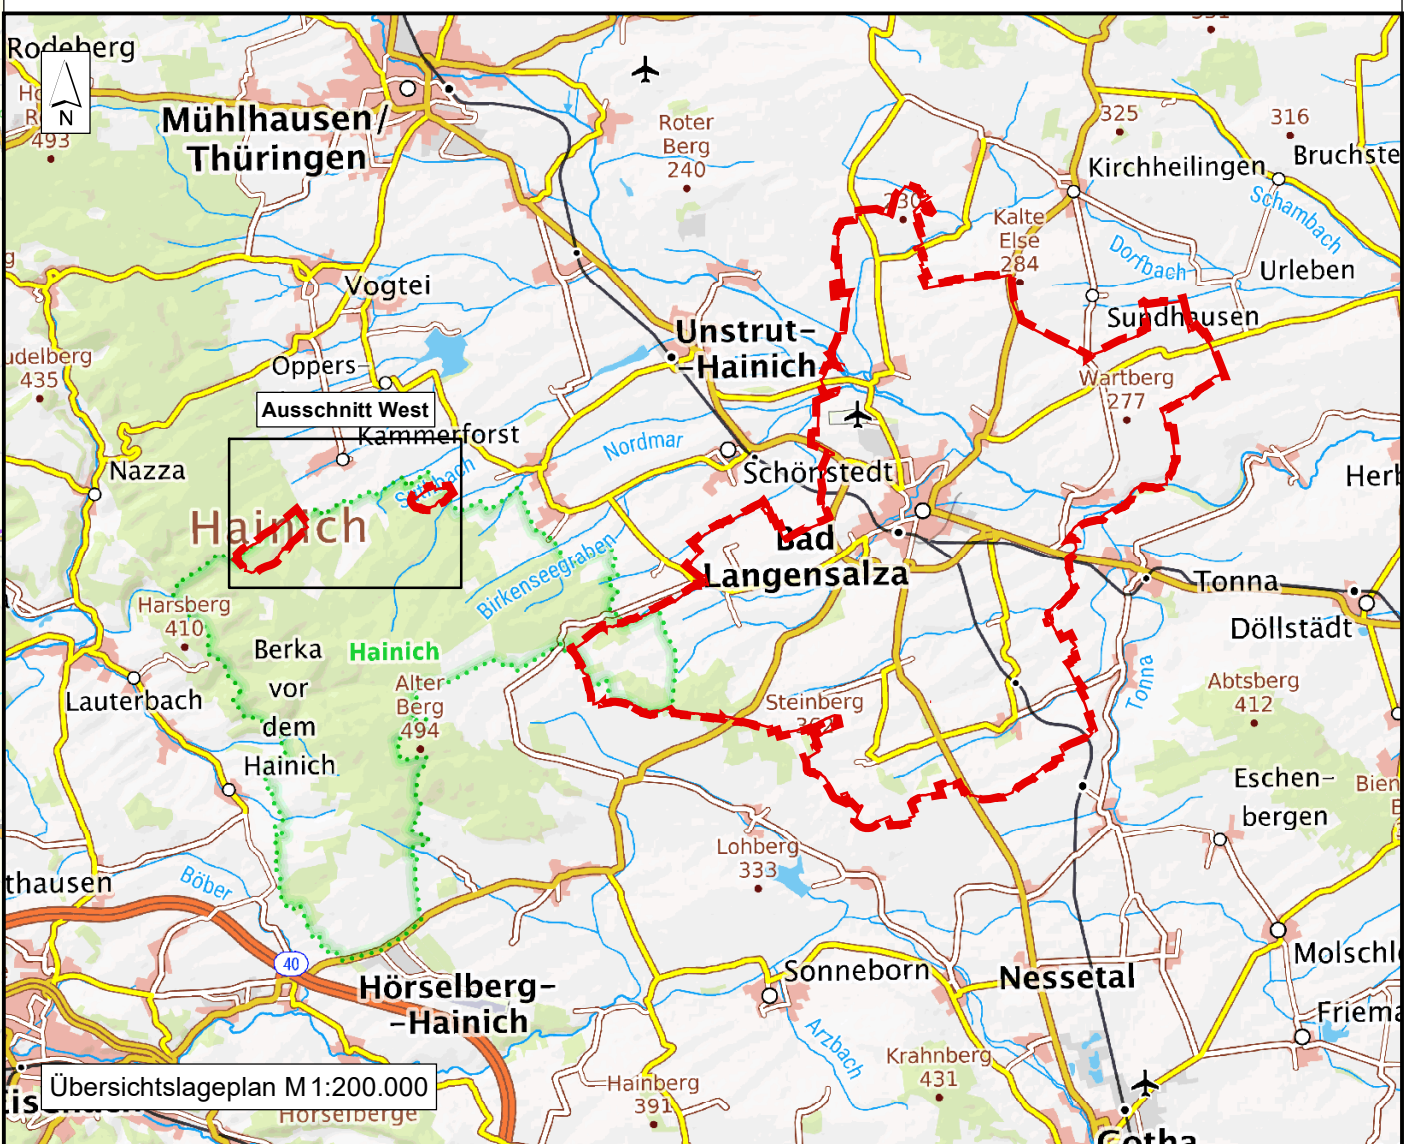 Rodeberg
493
N
Mühlhausen/
Thüringen
Roter
Berg
240
325
316
Kirchheilingen
Bruchste
Schambach
230
Kalte
Else
284
Dorfbach
Urleben
Vogtei
Sundhausen
Unstrut-
-Hainich
udelberg
435
Oppers-
Wartberg
277
Ausschnitt West
Kammerforst
Nordmar
Nazza
Schönstedt
Herb
Hainich
Bad
Langensalza
Birkenseegraben
Tonna
Harsberg
410
Döllstädt
Berka
vor
dem
Hainich
Hainich
Alter
Berg
494
Tonna
Lauterbach
Steinberg
Abtsberg
412
Eschen-
bergen
Bien
Lohberg
333
thausen
Böber
40
Hörselberg-
-Hainich
Sonneborn
Nessetal
Molschl
Friema
Arzbach
Krahnberg
431
Hainberg
391
Übersichtslageplan M 1:200.000
Hörselberge
Gotha